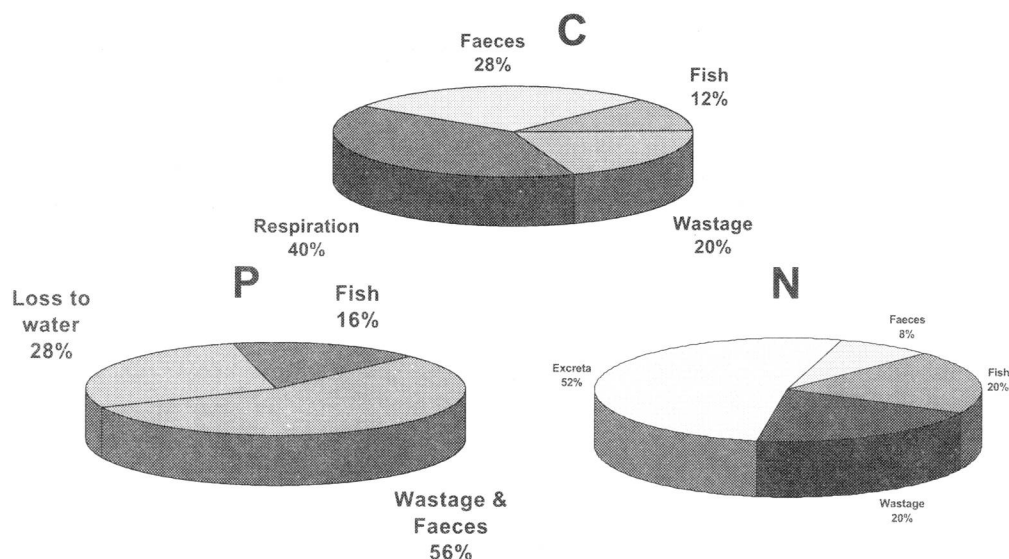 C
Faeces
28%
Fish
12%
Respiration
40%
Wastage
20%
P
Loss to
water
28%
Fish
16%
Wastage &
Faeces
56%
N
Faeces
8%
Excreta
52%
Fish
20%
Wastage
20%